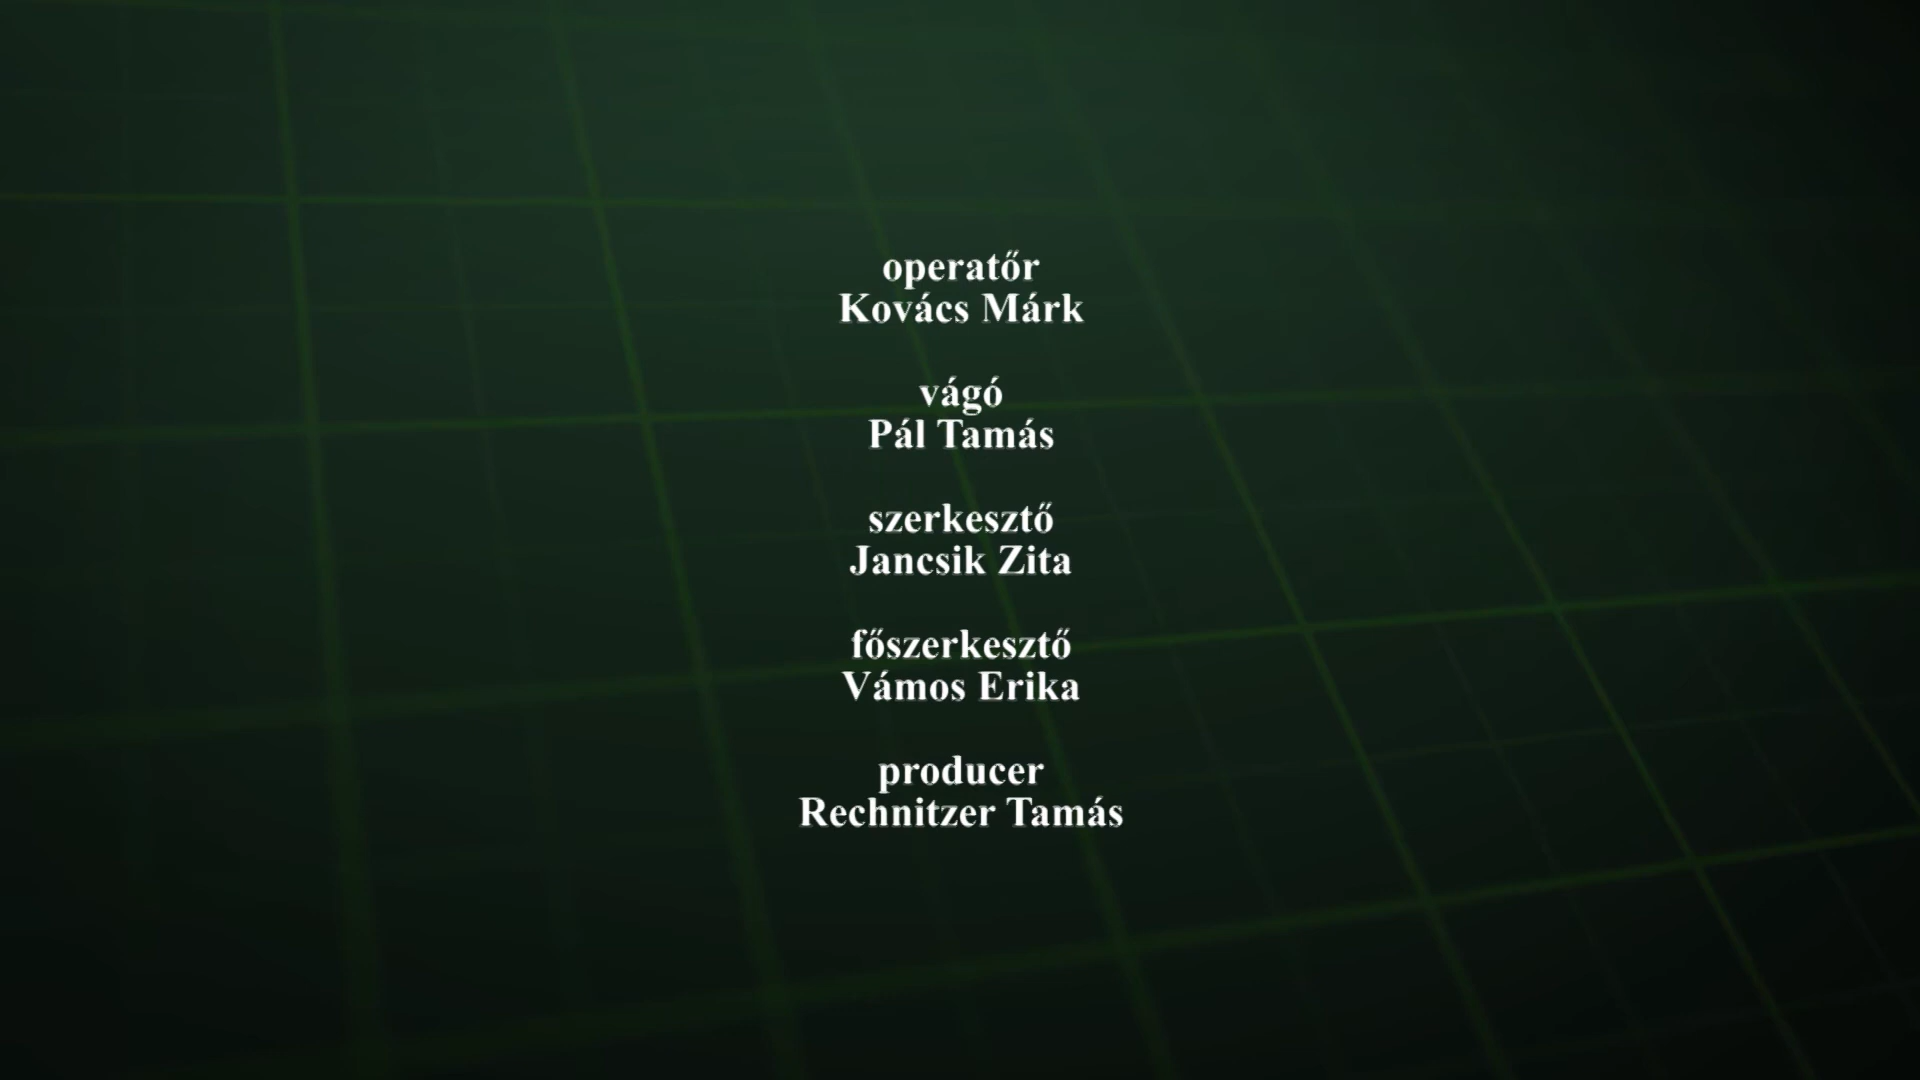 operatőr
Kovács Márk
vágó
Pál Tamás
szerkesztő
Jancsik Zita
főszerkesztő
Vámos Erika
producer
Rechnitzer Tamás